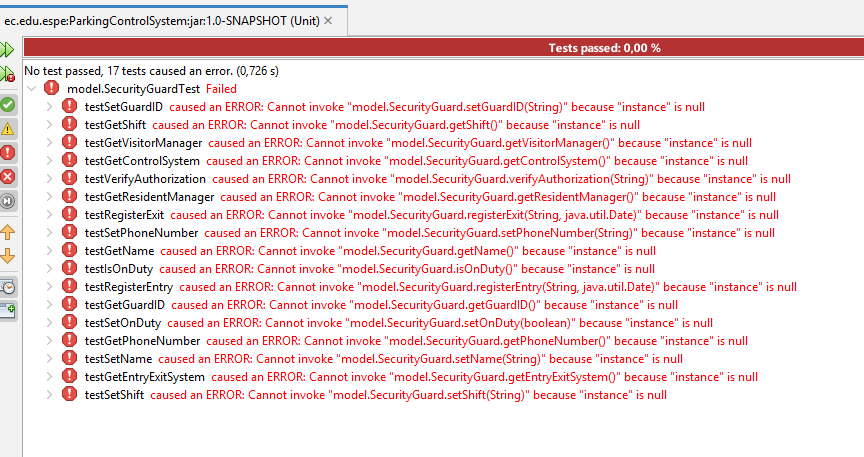 ec.edu.espe:ParkingControlSystem:jar:1.0-SNAPSHOT (Unit)
Tests passed: 0,00 %
No test passed, 17 tests caused an error. (0,726 s)
model.SecurityGuardTest Failed
testSetGuardID caused an ERROR: Cannot invoke "model.SecurityGuard.setGuardID(String)" because "instance" is null
testGetShift caused an ERROR: Cannot invoke "model.SecurityGuard.getShift()" because "instance" is null
testGetVisitorManager caused an ERROR: Cannot invoke "model.SecurityGuard.getVisitorManager()" because "instance" is null
testGetControlSystem caused an ERROR: Cannot invoke "model.SecurityGuard.getControlSystem()" because "instance" is null
testVerifyAuthorization caused an ERROR: Cannot invoke "model.SecurityGuard.verifyAuthorization(String)" because "instance" is null
testGetResidentManager caused an ERROR: Cannot invoke "model.SecurityGuard.getResidentManager()" because "instance" is null
testRegisterExit caused an ERROR: Cannot invoke "model.SecurityGuard.registerExit(String, java.util.Date)" because "instance" is null
testSetPhoneNumber caused an ERROR: Cannot invoke "model.SecurityGuard.setPhoneNumber(String)" because "instance" is null
testGetName caused an ERROR: Cannot invoke "model.SecurityGuard.getName()" because "instance" is null
testIsOnDuty caused an ERROR: Cannot invoke "model.SecurityGuard.isOnDuty()" because "instance" is null
testRegisterEntry caused an ERROR: Cannot invoke "model.SecurityGuard.registerEntry(String, java.util.Date)" because "instance" is null
testGetGuardID caused an ERROR: Cannot invoke "model.SecurityGuard.getGuardID()" because "instance" is null
testSetOnDuty caused an ERROR: Cannot invoke "model.SecurityGuard.setOnDuty(boolean)" because "instance" is null
testGetPhoneNumber caused an ERROR: Cannot invoke "model.SecurityGuard.getPhoneNumber()" because "instance" is null
testSetName caused an ERROR: Cannot invoke "model.SecurityGuard.setName(String)" because "instance" is null
testGetEntryExitSystem caused an ERROR: Cannot invoke "model.SecurityGuard.getEntryExitSystem()" because "instance" is null
testSetShift caused an ERROR: Cannot invoke "model.SecurityGuard.setShift(String)" because "instance" is null